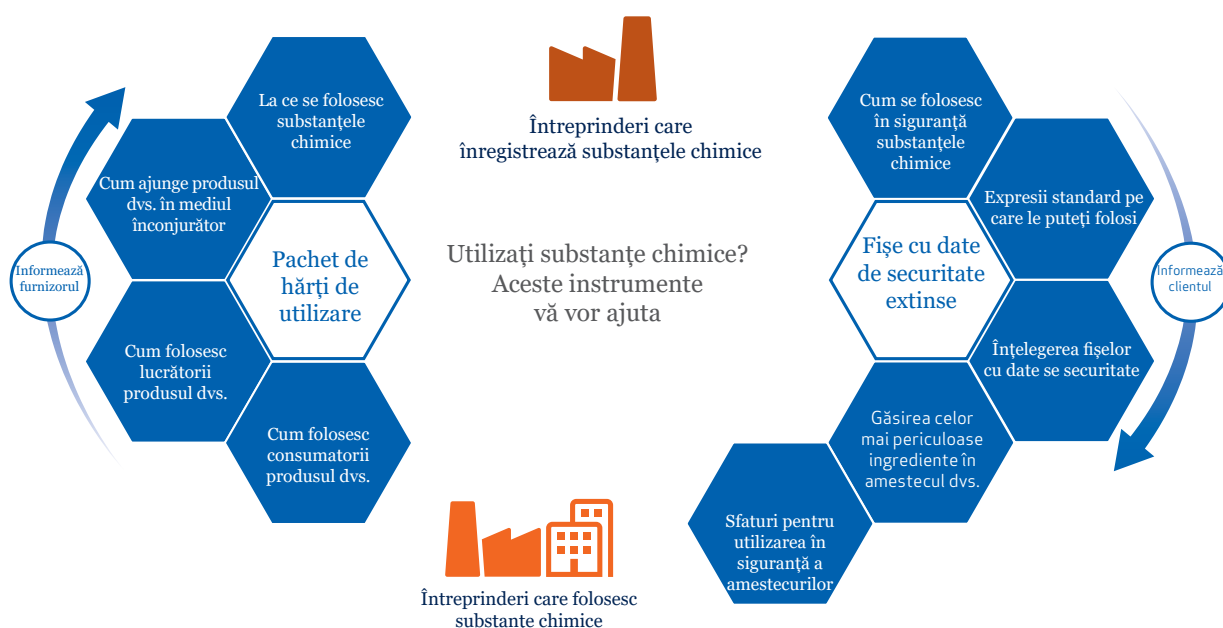 La ce se folosesc
substanțele
chimice
Cum ajunge produsul
dvs. în mediul
înconjurător
Informează
furnizorul
Pachet de
hărți de
utilizare
Cum folosesc
lucrătorii
produsul dvs.
Cum folosesc
consumatorii
produsul dvs.
Întreprinderi care
înregistrează substanțele chimice
Utilizați substanțe chimice?
Aceste instrumente
vă vor ajuta
Întreprinderi care folosesc
substante chimice
Cum se folosesc
în siguranță
substanțele
chimice
Expresii standard pe
care le puteți folosi
Fișe cu date
de securitate
extinse
Informează
clientul
Înțelegerea fișelor
cu date se securitate
Găsirea celor
mai periculoase
ingrediente în
amestecul dvs.
Sfaturi pentru
utilizarea în
siguranță a
amestecurilor